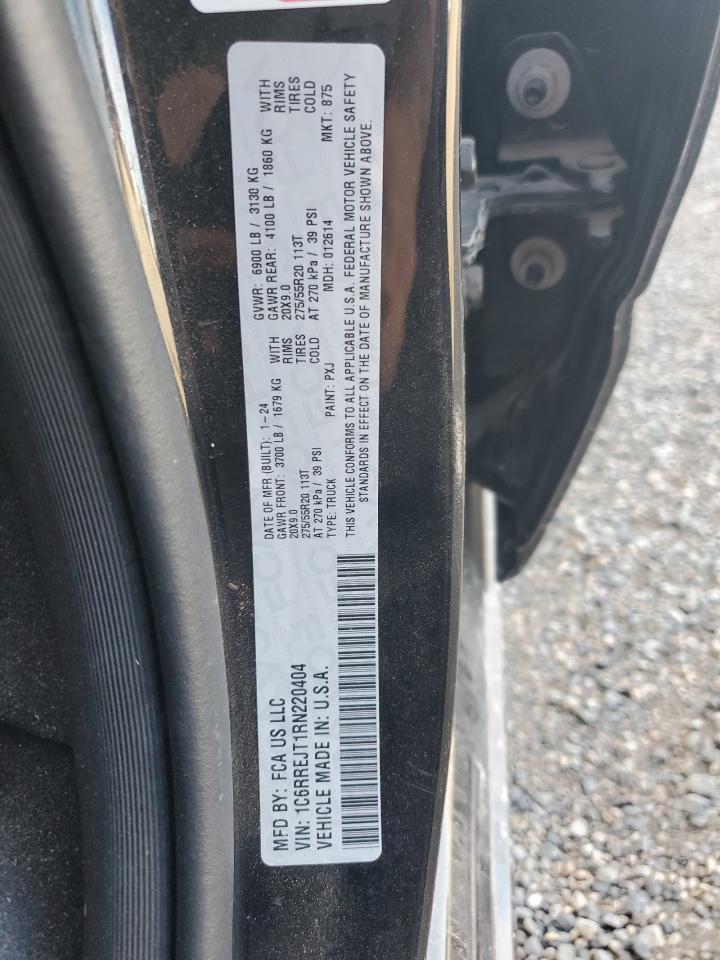 MFD BY: FCA US LLC
VIN: 1C6RREJT1RN220404
VEHICLE MADE IN: U.S.A.
DATE OF MFR (BUILT): 1-24 GVWR: 6900 LB / 3130 KG
GAWR FRONT: 3700 LB / 1679 KG WITH GAWR REAR: 4100 LB / 1860 KG WITH
20X9.0 RIMS 20X9.0 RIMS
275/55R20 113T TIRES 275/55R20 113T TIRES
AT 270 kPa / 39 PSI COLD AT 270 kPa / 39 PSI COLD
TYPE: TRUCK PAINT: PXJ MDH: 012614 MKT: 875
THIS VEHICLE CONFORMS TO ALL APPLICABLE U.S.A. FEDERAL MOTOR VEHICLE SAFETY
STANDARDS IN EFFECT ON THE DATE OF MANUFACTURE SHOWN ABOVE.